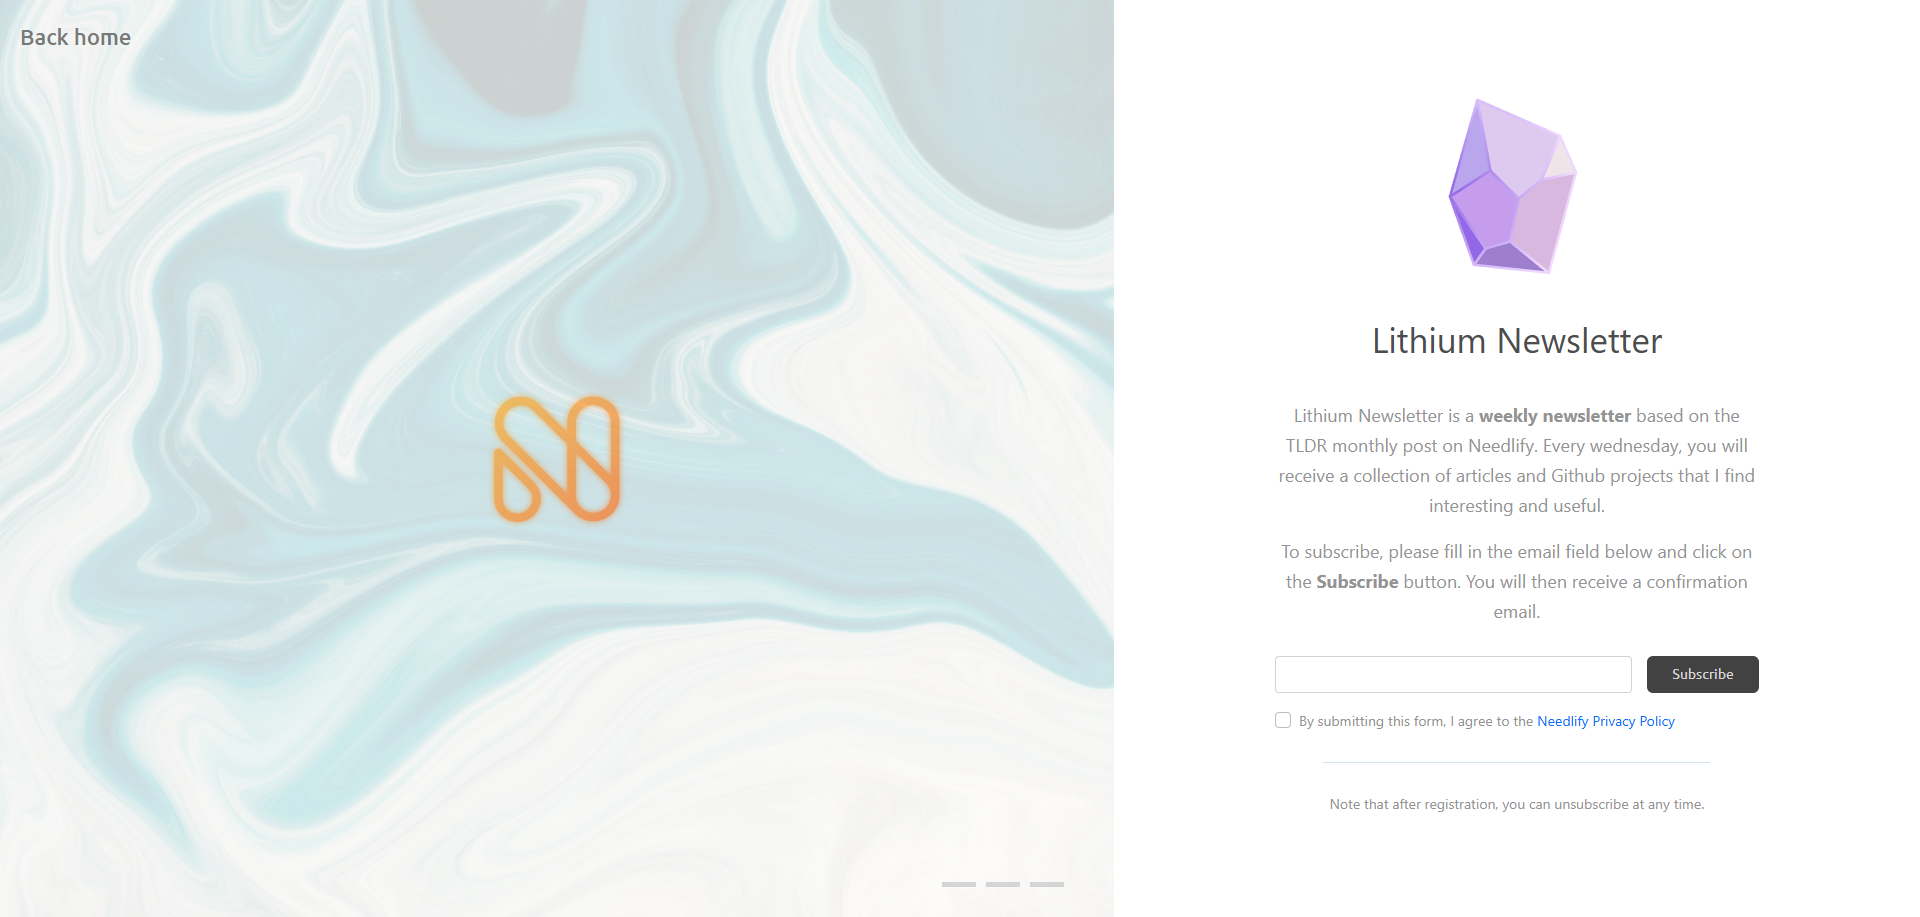 Back home
Lithium Newsletter
Lithium Newsletter is a weekly newsletter based on the
TLDR monthly post on Needlify. Every wednesday, you will
receive a collection of articles and Github projects that I find
interesting and useful.
To subscribe, please fill in the email field below and click on
the Subscribe button. You will then receive a confirmation
email.
Subscribe
By submitting this form, I agree to the Needlify Privacy Policy
Note that after registration, you can unsubscribe at any time.